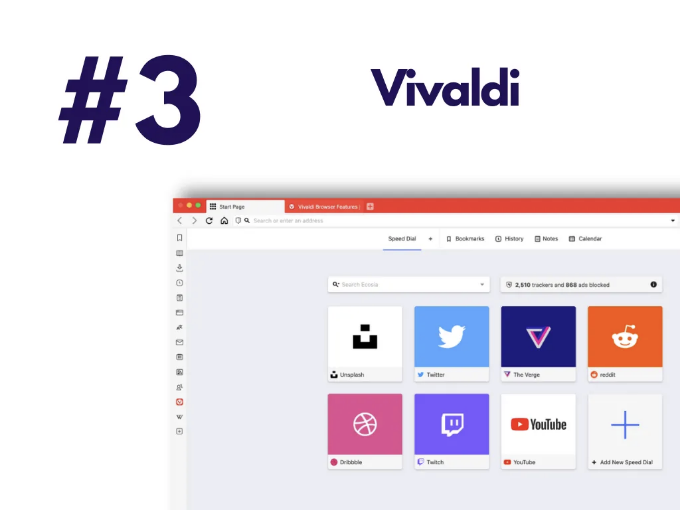 #3
Vivaldi
Start Page
Vivaldi Browser Features |
Search or enter an address
Speed Dial
Bookmarks
History
Notes
Calendar
Search Ecosia
2,510 trackers and 868 ads blocked
Unsplash
Twitter
The Verge
reddit
YouTube
Dribbble
Twitch
YouTube
+ Add New Speed Dial